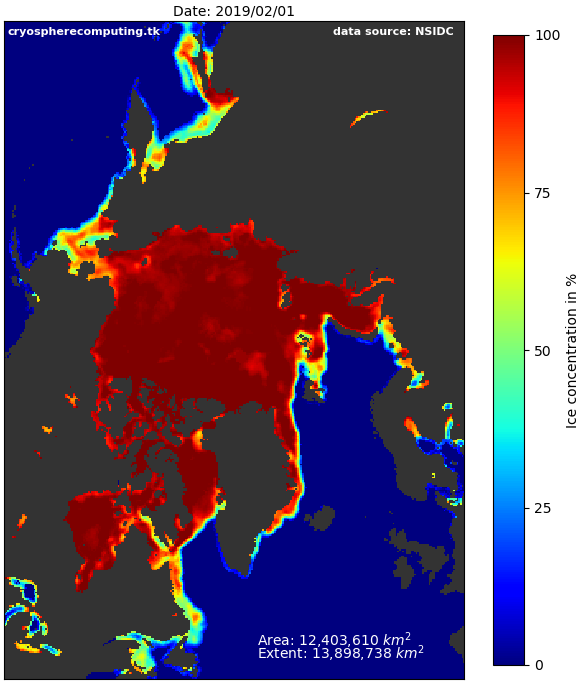 Date: 2019/02/01
cryospherecomputing.tk data source: NSIDC
100
75
50
25
0
Ice concentration in %
Area: 12,403,610 km²
Extent: 13,898,738 km²